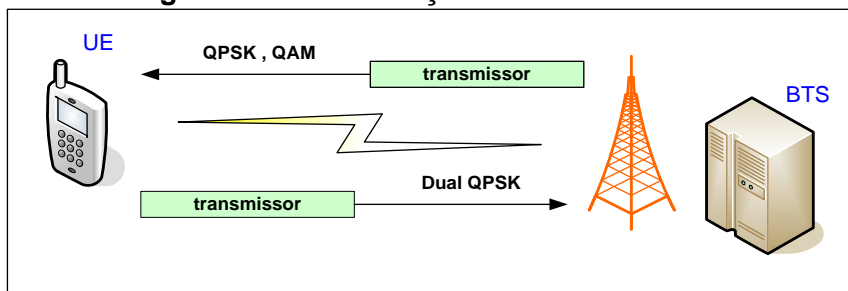 UE
QPSK , QAM
transmissor
BTS
Dual QPSK
transmissor